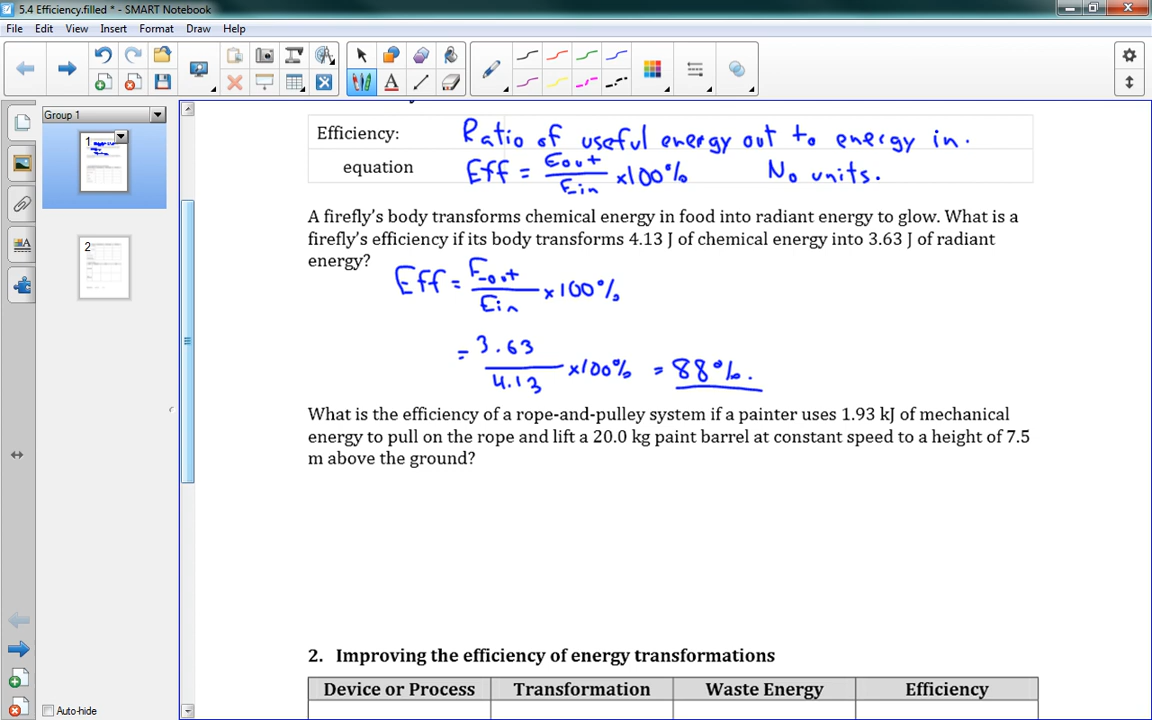 5.4 Efficiency.filled * - SMART Notebook
File Edit View Insert Format Draw Help
Group 1
1
2
Efficiency: Ratio of useful energy out to energy in.
equation Eff = Eout / Ein ×100% No units.
A firefly's body transforms chemical energy in food into radiant energy to glow. What is a
firefly's efficiency if its body transforms 4.13 J of chemical energy into 3.63 J of radiant
energy?
Eff = Eout / Ein ×100%
= 3.63 / 4.13 ×100% = 88%.
What is the efficiency of a rope-and-pulley system if a painter uses 1.93 kJ of mechanical
energy to pull on the rope and lift a 20.0 kg paint barrel at constant speed to a height of 7.5
m above the ground?
2. Improving the efficiency of energy transformations
Device or Process Transformation Waste Energy Efficiency
Auto-hide